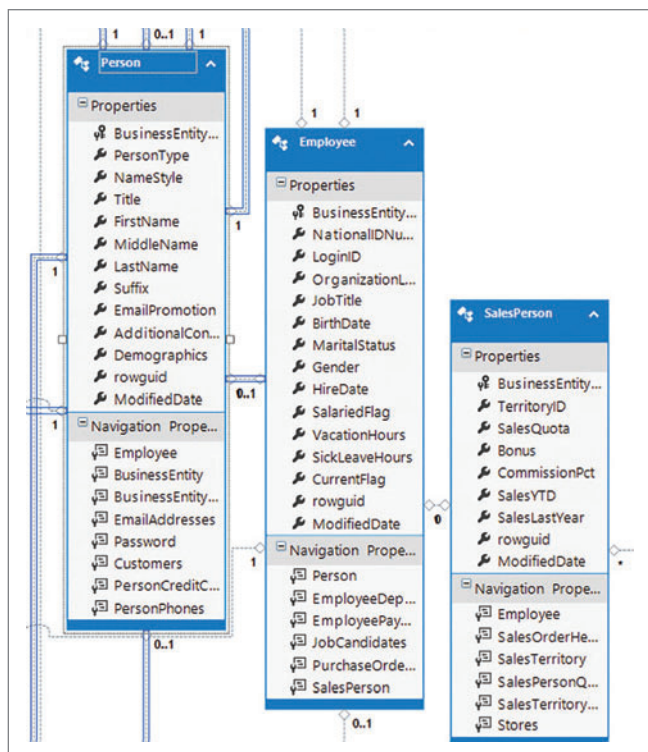 1
0..1
1
Person
Properties
BusinessEntity...
PersonType
NameStyle
Title
FirstName
MiddleName
LastName
Suffix
EmailPromotion
AdditionalCon...
Demographics
rowguid
ModifiedDate
Navigation Prope...
Employee
BusinessEntity
BusinessEntity...
EmailAddresses
Password
Customers
PersonCreditC...
PersonPhones
1
1
1
0..1
1
1
Employee
Properties
BusinessEntity...
NationalIDNu...
LoginID
OrganizationL...
JobTitle
BirthDate
MaritalStatus
Gender
HireDate
SalariedFlag
VacationHours
SickLeaveHours
CurrentFlag
rowguid
ModifiedDate
Navigation Prope...
Person
EmployeeDep...
EmployeePay...
JobCandidates
PurchaseOrde...
SalesPerson
1
0..1
SalesPerson
Properties
BusinessEntity...
TerritoryID
SalesQuota
Bonus
CommissionPct
SalesYTD
SalesLastYear
rowguid
ModifiedDate
*
Navigation Prope...
Employee
SalesOrderHe...
SalesTerritory
SalesPersonQ...
SalesTerritory...
Stores